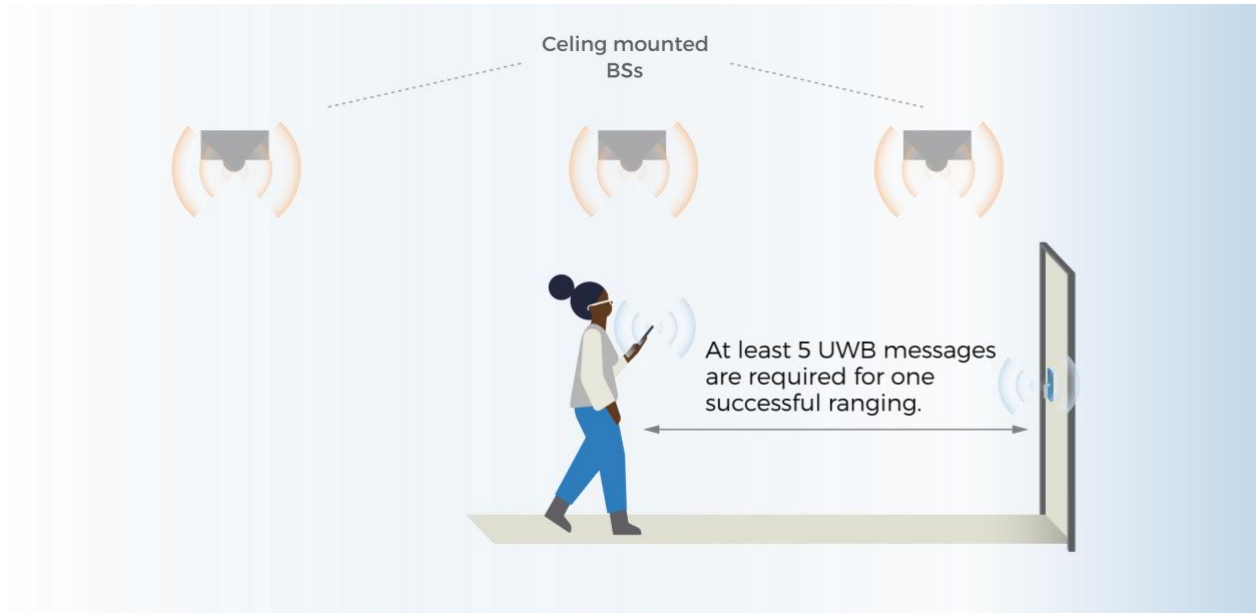 Celing mounted
BSs
At least 5 UWB messages
are required for one
successful ranging.